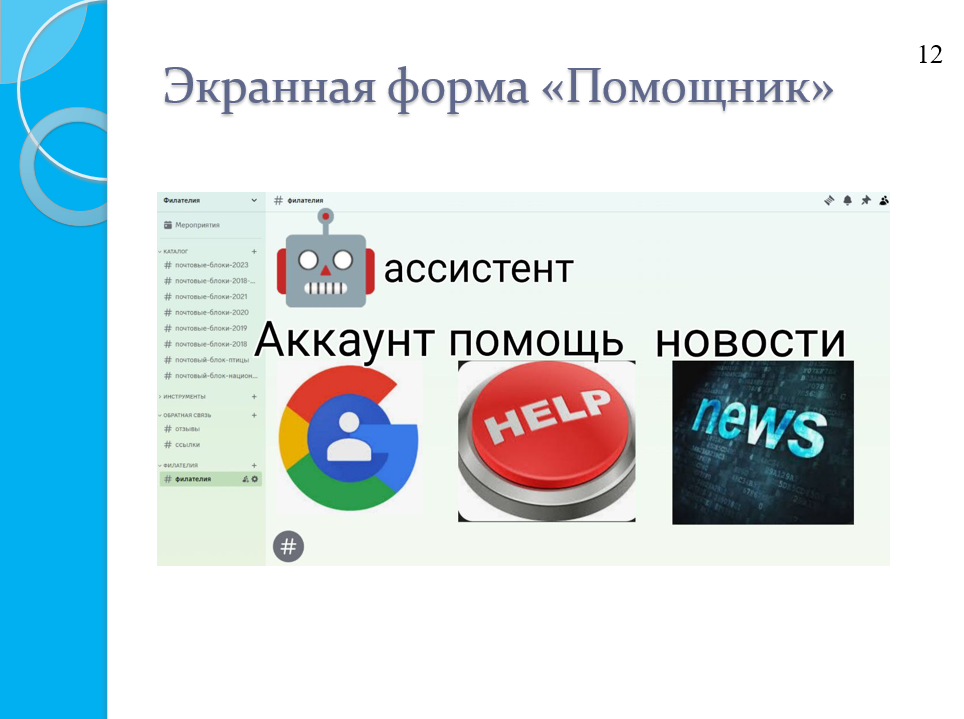 12
Экранная форма «Помощник»
Филателия
# филателия
Мероприятия
КАТАЛОГ
# почтовые-блоки-2023
# почтовые-блоки-2018-...
# почтовые-блоки-2021
# почтовые-блоки-2020
# почтовые-блоки-2019
# почтовые-блоки-2018
# почтовый-блок-птицы
# почтовый-блок-национ...
ИНСТРУМЕНТЫ
ОБРАТНАЯ СВЯЗЬ
# отзывы
# ссылки
ФИЛАТЕЛИЯ
# филателия
ассистент
Аккаунт помощь новости
HELP
news
#